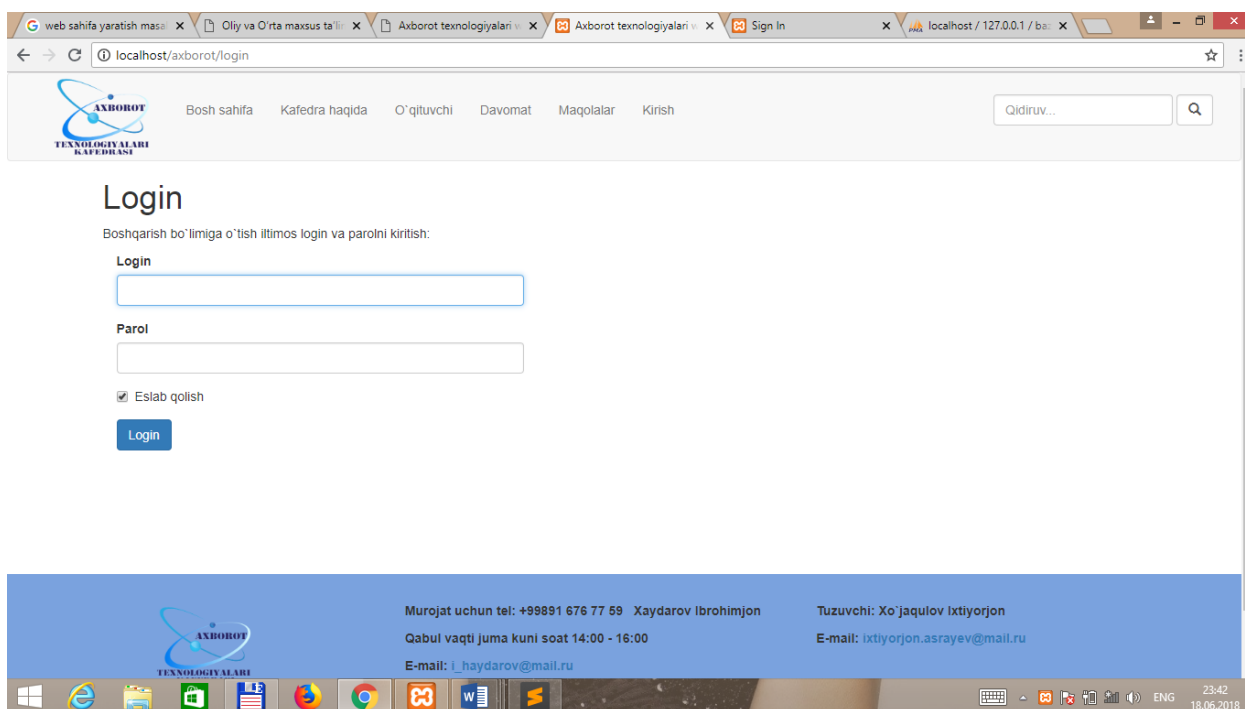 web sahifa yaratish masal
Oliy va O'rta maxsus ta'lir
Axborot texnologiyalari w
Axborot texnologiyalari w
Sign In
localhost / 127.0.0.1 / ba
localhost/axborot/login
AXBOROT
TEXNOLOGIYALARI
KAFEDRASI
Bosh sahifa Kafedra haqida O`qituvchi Davomat Maqolalar Kirish
Qidiruv...
Login
Boshqarish bo`limiga o`tish iltimos login va parolni kiritish:
Login
Parol
Eslab qolish
Login
AXBOROT
TEXNOLOGIYALARI
Murojat uchun tel: +99891 676 77 59 Xaydarov Ibrohimjon
Qabul vaqti juma kuni soat 14:00 - 16:00
E-mail: i_haydarov@mail.ru
Tuzuvchi: Xo`jaqulov Ixtiyorjon
E-mail: ixtiyorjon.asrayev@mail.ru
ENG
23:42
18.06.2018